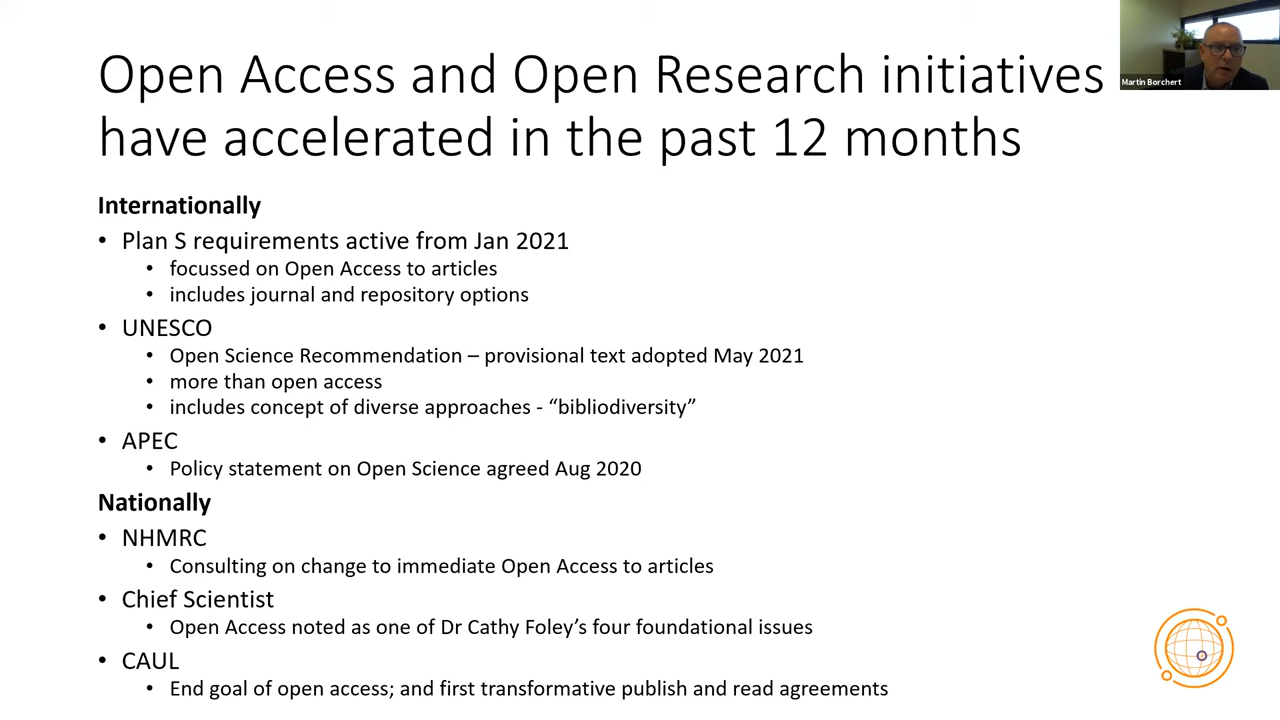 Open Access and Open Research initiatives
have accelerated in the past 12 months
Martin Borchert
Internationally
• Plan S requirements active from Jan 2021
• focussed on Open Access to articles
• includes journal and repository options
• UNESCO
• Open Science Recommendation – provisional text adopted May 2021
• more than open access
• includes concept of diverse approaches - “bibliodiversity”
• APEC
• Policy statement on Open Science agreed Aug 2020
Nationally
• NHMRC
• Consulting on change to immediate Open Access to articles
• Chief Scientist
• Open Access noted as one of Dr Cathy Foley’s four foundational issues
• CAUL
• End goal of open access; and first transformative publish and read agreements